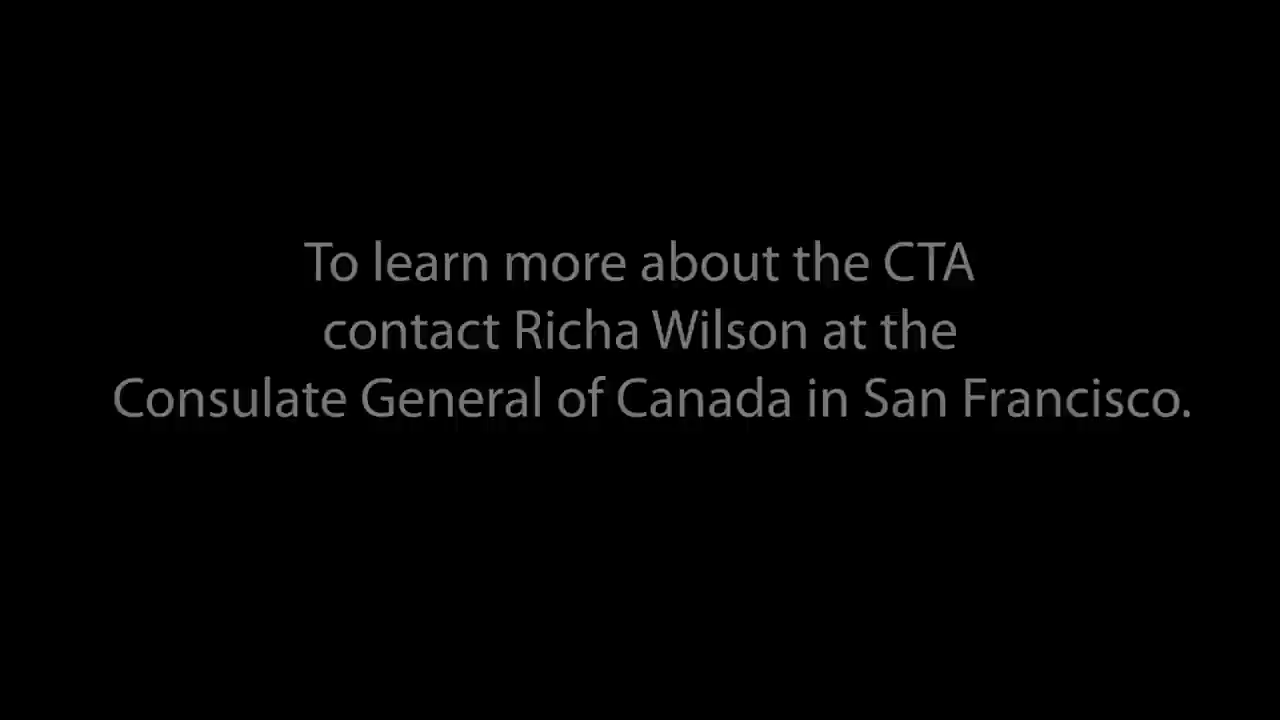 To learn more about the CTA
contact Richa Wilson at the
Consulate General of Canada in San Francisco.